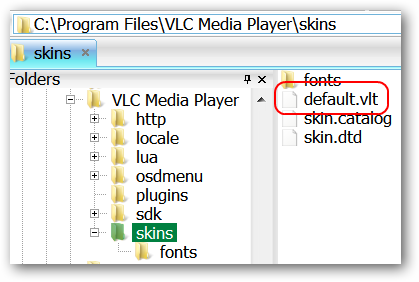 C:\Program Files\VLC Media Player\skins
skins
Folders
VLC Media Player
http
locale
lua
osdmenu
plugins
sdk
skins
fonts
fonts
default.vlt
skin.catalog
skin.dtd